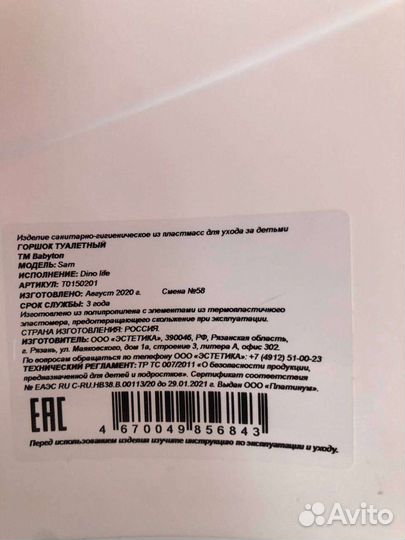 Изделие санитарно-гигиеническое из пластмасс для ухода за детьми
ГОРШОК ТУАЛЕТНЫЙ
ТМ Babyton
МОДЕЛЬ: Sam
ИСПОЛНЕНИЕ: Dino life
АРТИКУЛ: T0150201
ИЗГОТОВЛЕНО: Август 2020 г. Смена №58
СРОК СЛУЖБЫ: 3 года
Изготовлено из полипропилена с элементами из термопластичного
эластомера, предотвращающего скольжение при эксплуатации.
СТРАНА ИЗГОТОВЛЕНИЯ: РОССИЯ.
ИЗГОТОВИТЕЛЬ: ООО «ЭСТЕТИКА», 390046, РФ, Рязанская область,
г. Рязань, ул. Маяковского, дом 1а, строение 3, литера А, офис 302.
По вопросам обращаться по телефону ООО «ЭСТЕТИКА»: +7 (4912) 51-00-23
ТЕХНИЧЕСКИЙ РЕГЛАМЕНТ: ТР ТС 007/2011 «О безопасности продукции,
предназначенной для детей и подростков». Сертификат соответствия
№ ЕАЭС RU C-RU.НВ38.В.00113/20 до 29.01.2021 г. Выдан ООО «Платинум».
EAC
4 670049 856843
Перед использованием изделия изучите инструкцию по эксплуатации и уходу.
Avito